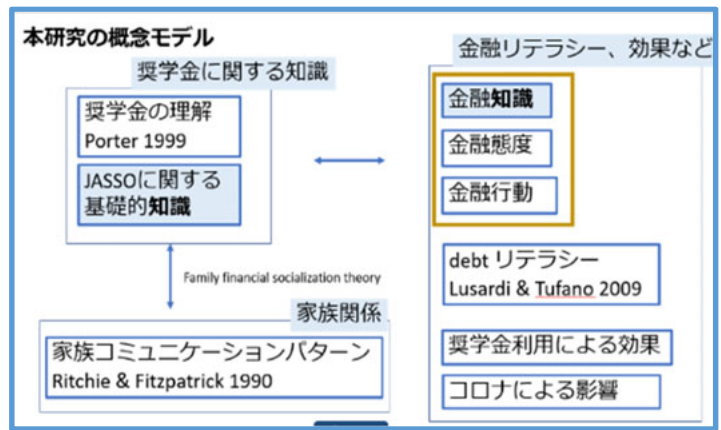 本研究の概念モデル
奨学金に関する知識
奨学金の理解
Porter 1999
JASSOに関する
基礎的知識
Family financial socialization theory
家族関係
家族コミュニケーションパターン
Ritchie & Fitzpatrick 1990
金融リテラシー、効果など
金融知識
金融態度
金融行動
debt リテラシー
Lusardi & Tufano 2009
奨学金利用による効果
コロナによる影響